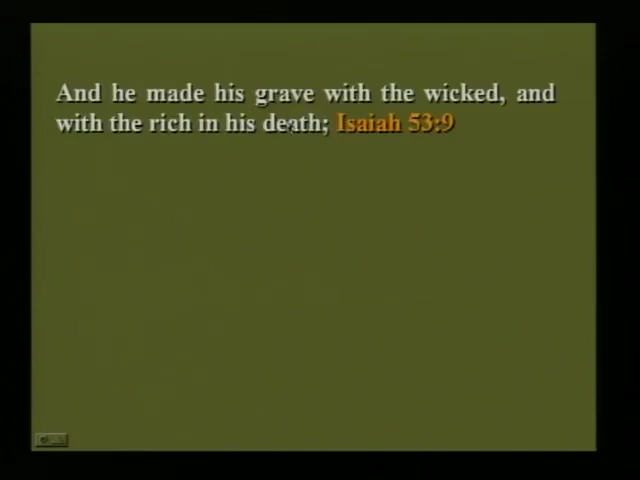 And he made his grave with the wicked, and
with the rich in his death; Isaiah 53:9